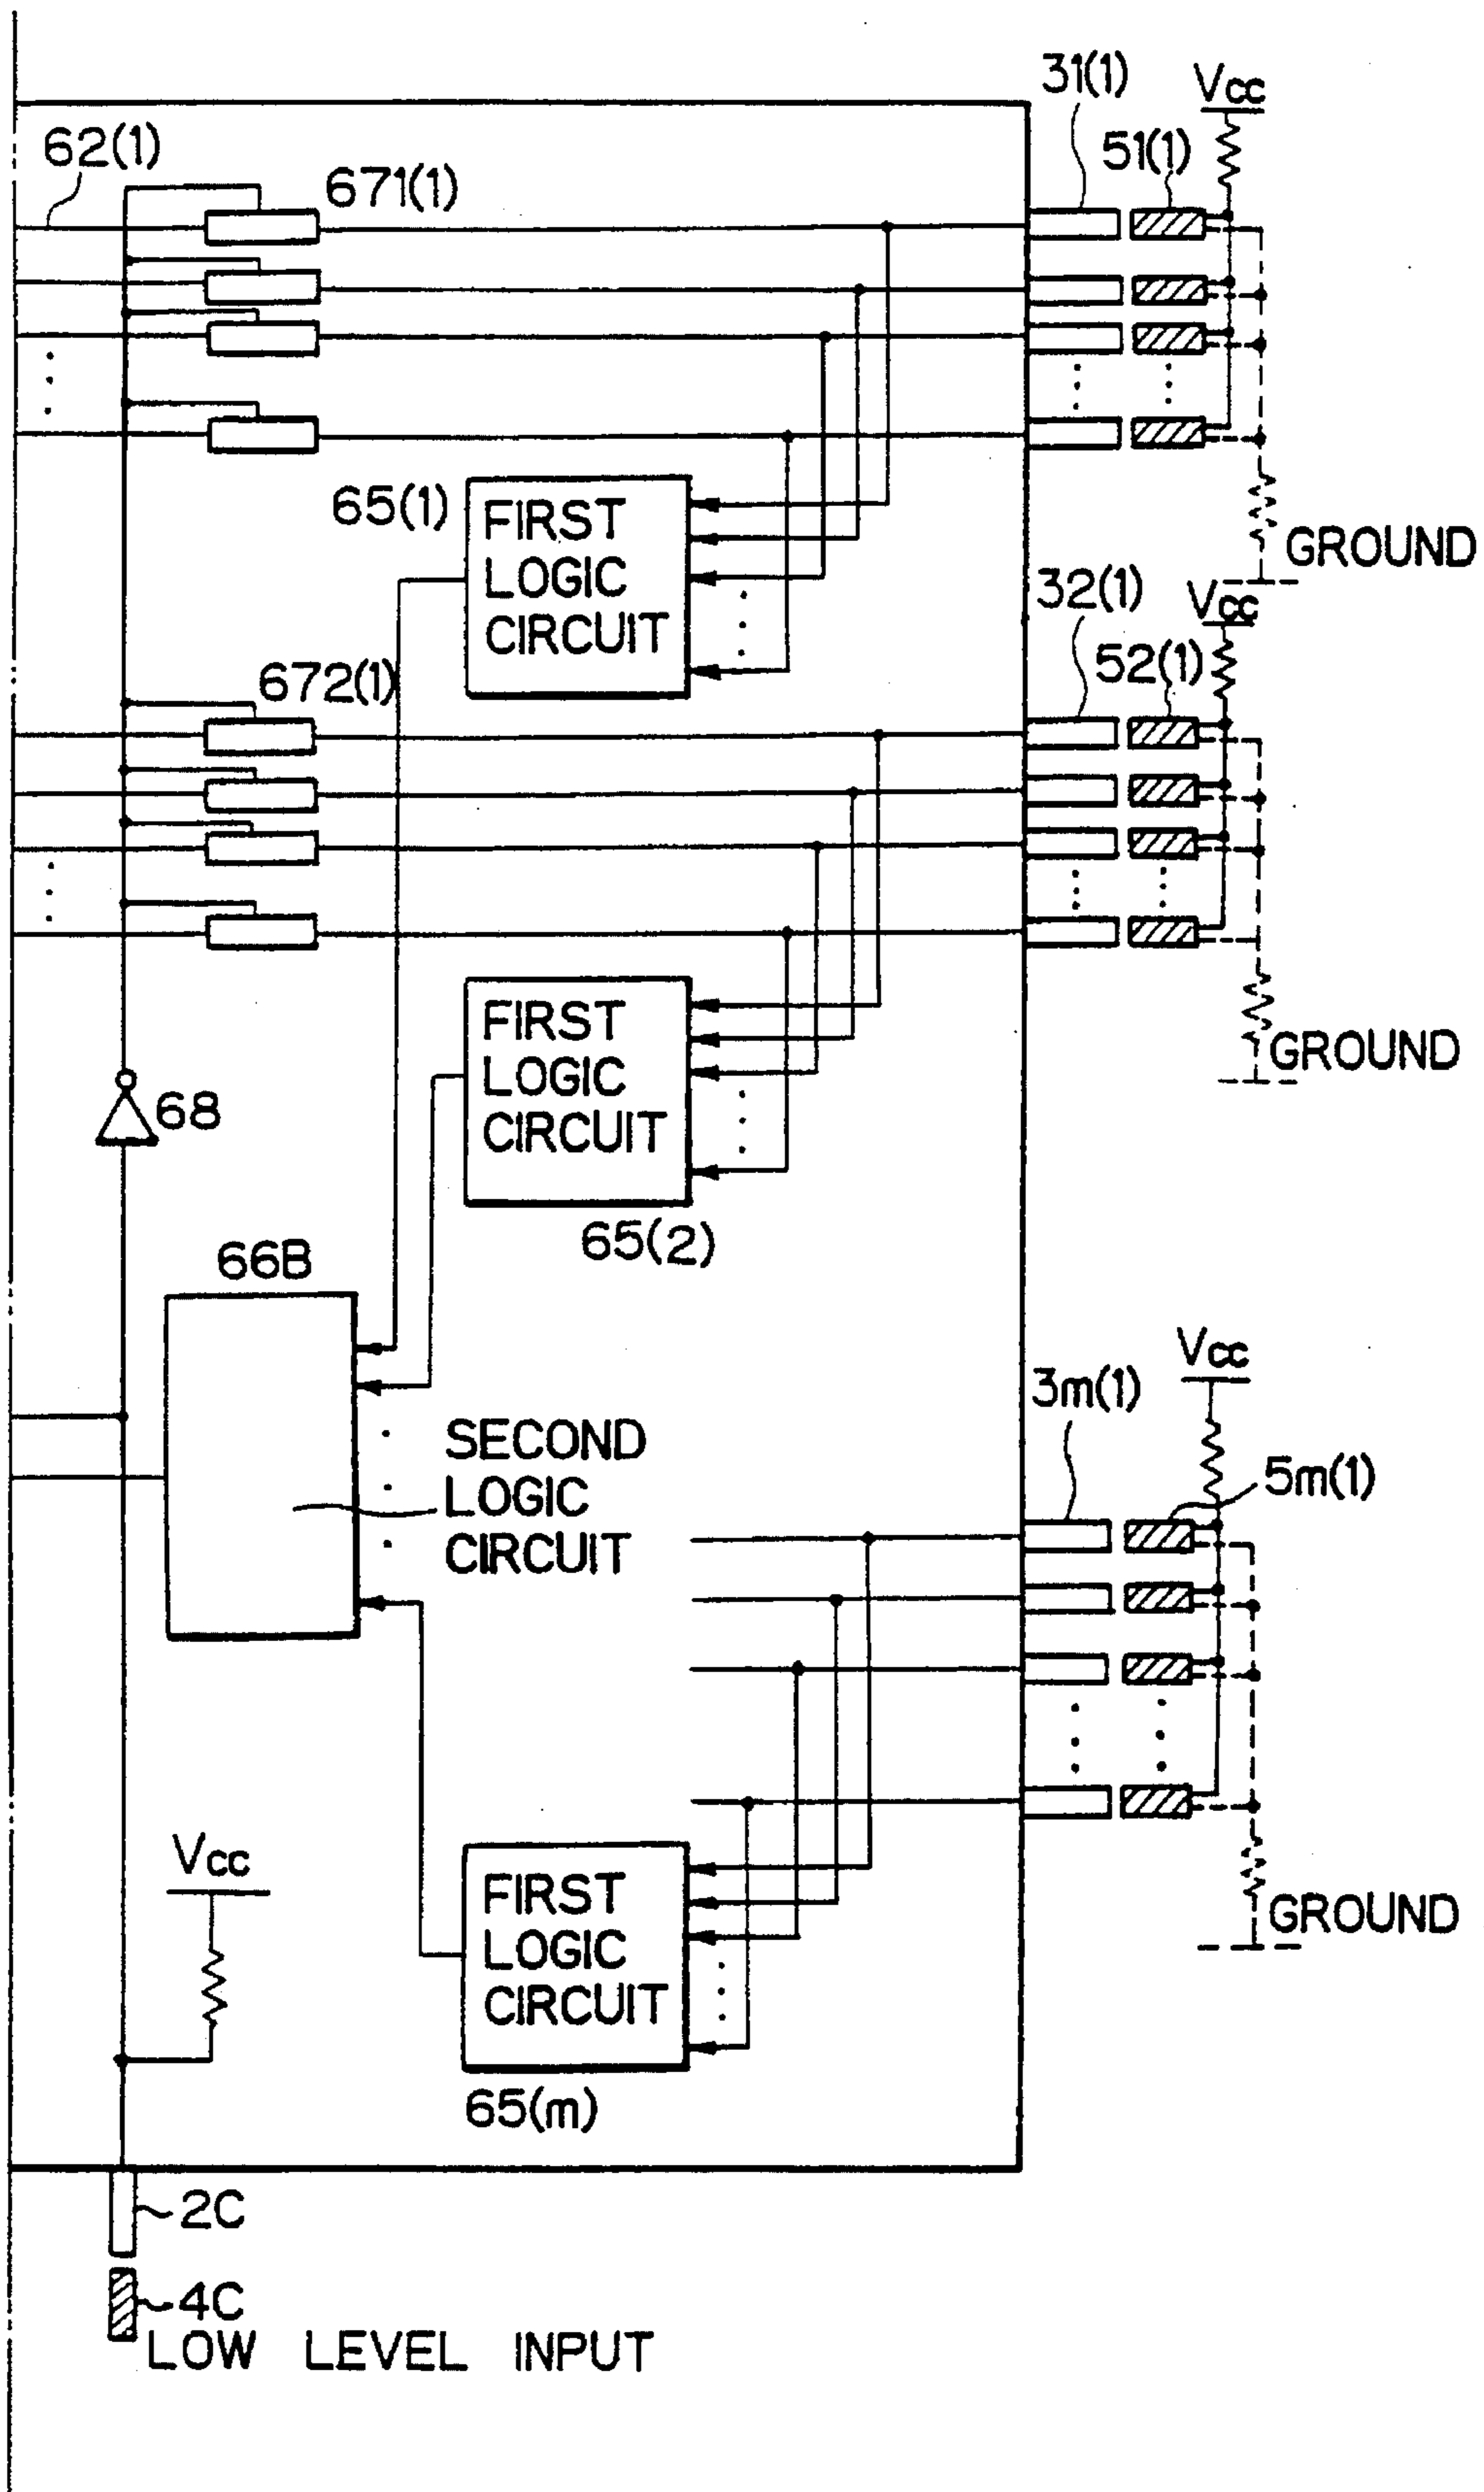 31(1)
Vcc
62(1)
51(1)
671(1)
65(1)
FIRST
LOGIC
CIRCUIT
GROUND
32(1)
Vcc
672(1)
52(1)
FIRST
LOGIC
CIRCUIT
GROUND
68
65(2)
66B
Vcc
3m(1)
SECOND
LOGIC
CIRCUIT
5m(1)
Vcc
FIRST
LOGIC
CIRCUIT
GROUND
65(m)
2C
4C
LOW LEVEL INPUT